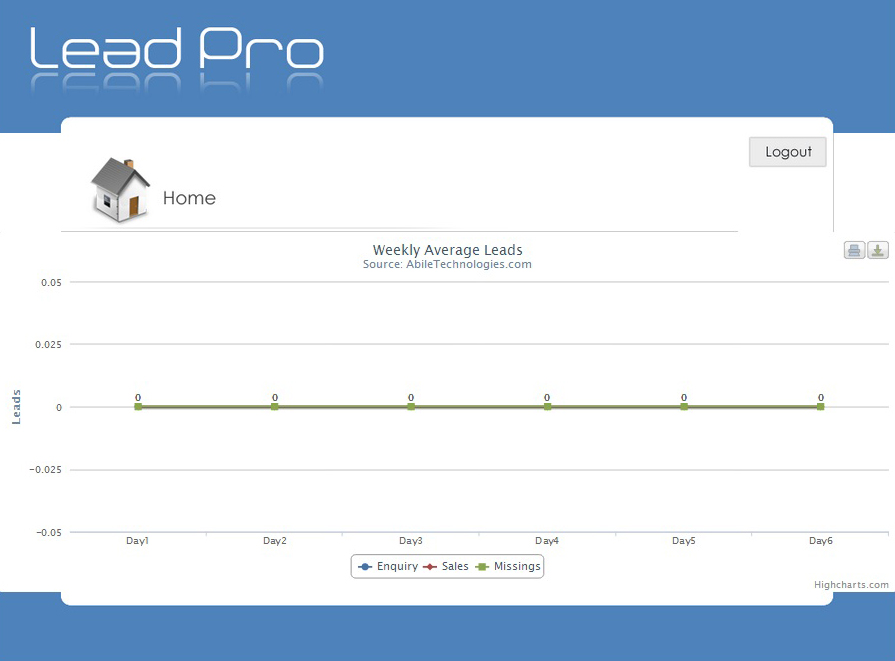 Lead Pro
Logout
Home
Weekly Average Leads
Source: AbileTechnologies.com
0.05
0.025
0
−0.025
−0.05
Leads
0 0 0 0 0 0
Day1 Day2 Day3 Day4 Day5 Day6
Enquiry Sales Missings
Highcharts.com